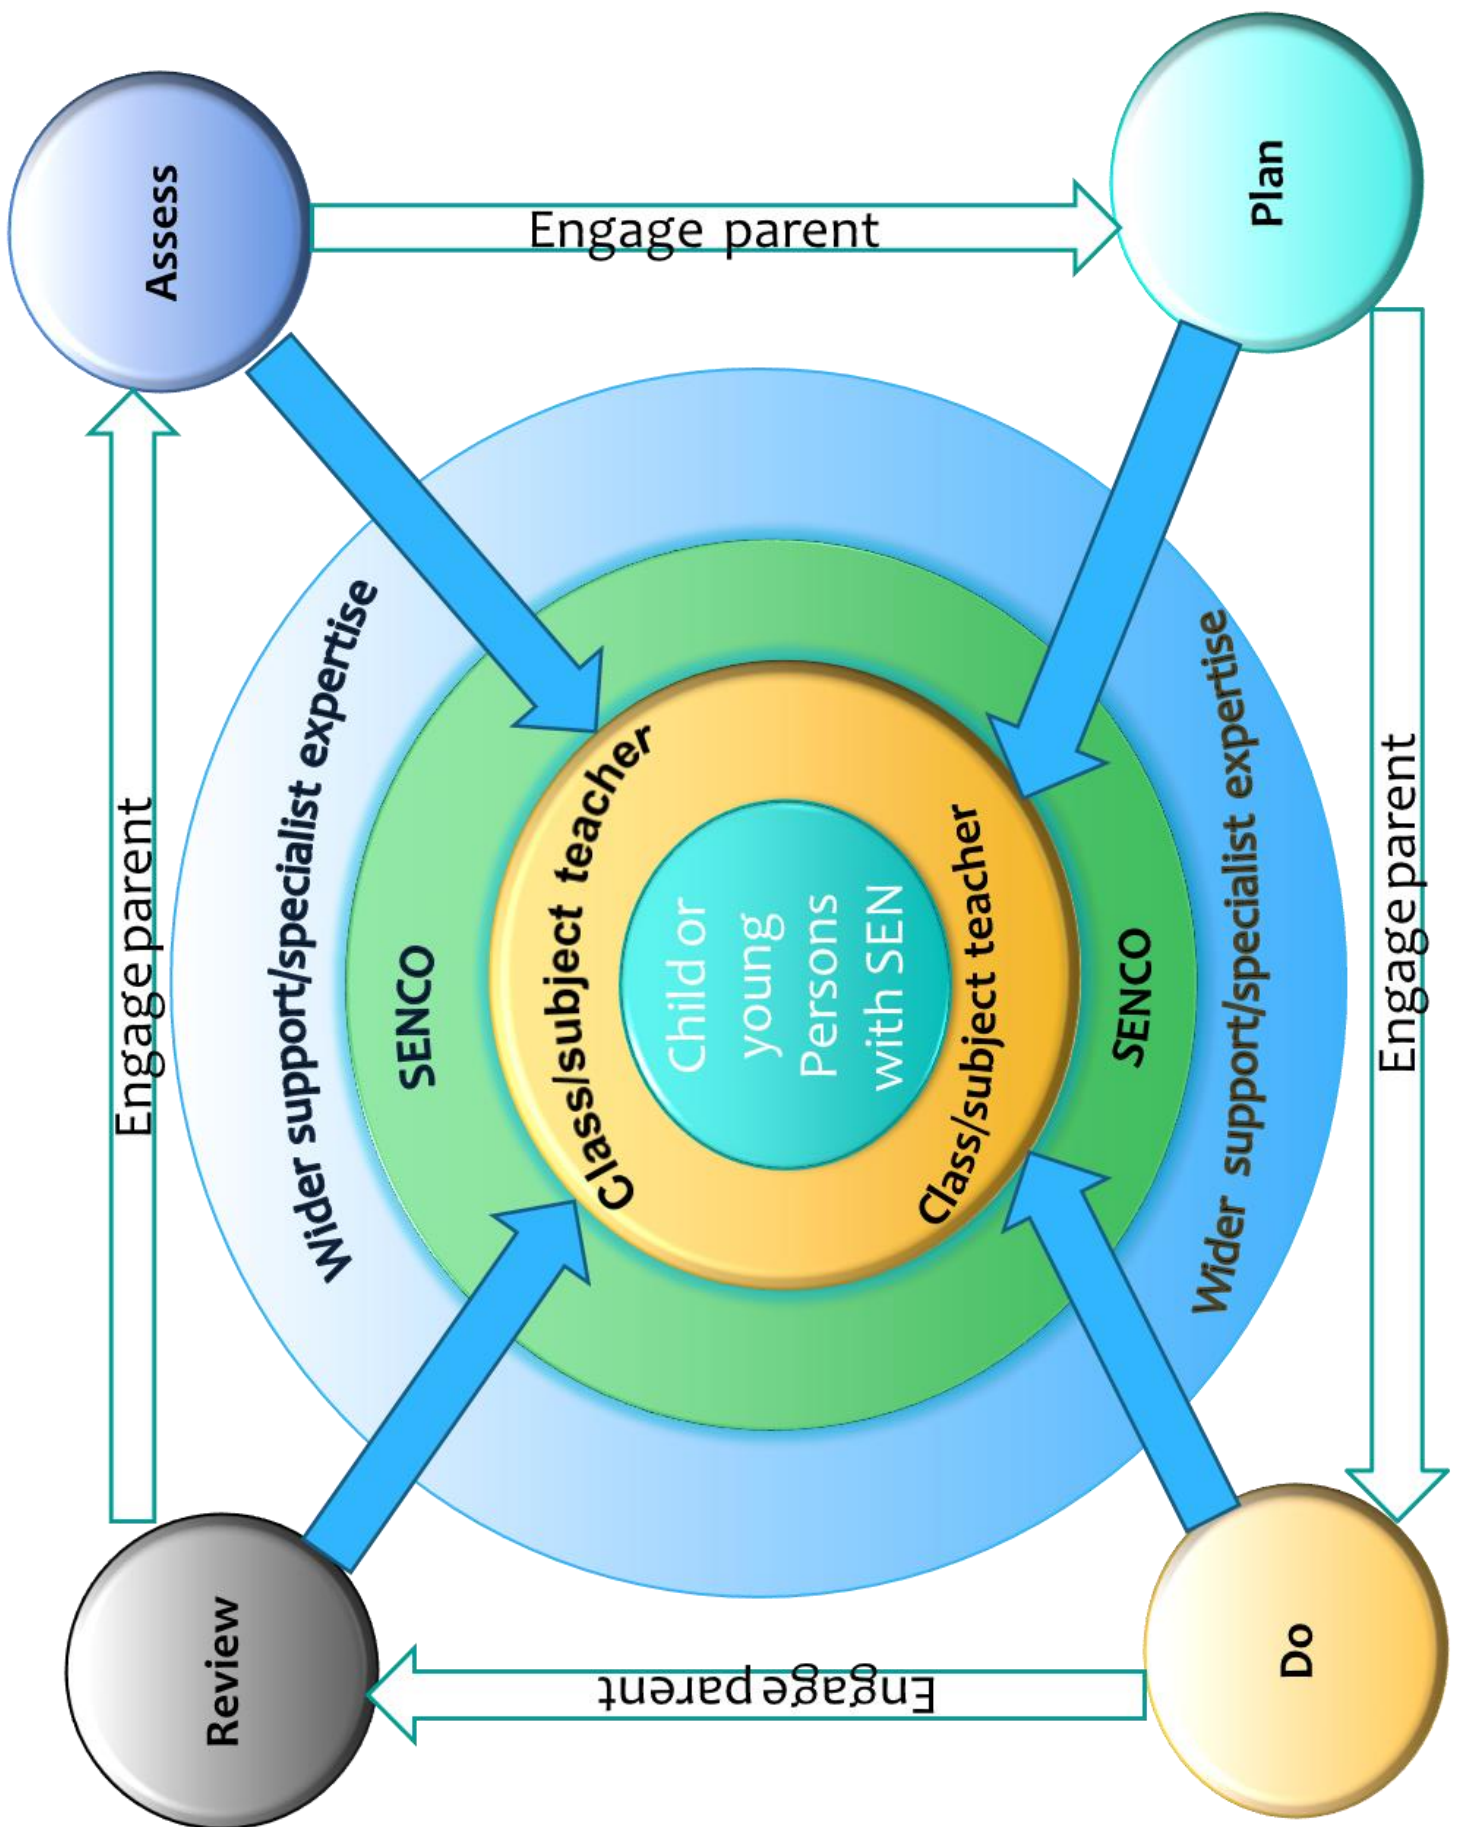 Review
Engage parent
Assess
Wider support/specialist expertise
SENCO
Class/subject teacher
Child or
young
Persons
with SEN
Engage parent
Engage parent
Class/subject teacher
SENCO
Wider support/specialist expertise
Do
Engage parent
Plan